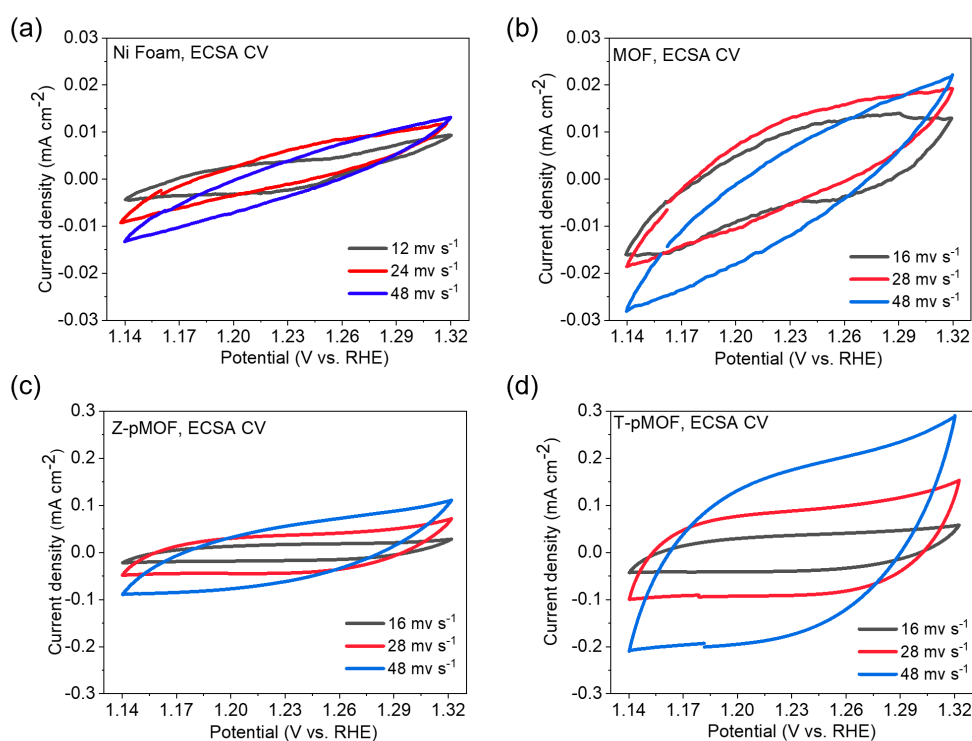 (a)
Ni Foam, ECSA CV
Current density (mA cm-2)
0.03
0.02
0.01
0.00
-0.01
-0.02
-0.03
12 mv s-1
24 mv s-1
48 mv s-1
1.14 1.17 1.20 1.23 1.26 1.29 1.32
Potential (V vs. RHE)
(b)
MOF, ECSA CV
Current density (mA cm-2)
0.03
0.02
0.01
0.00
-0.01
-0.02
-0.03
16 mv s-1
28 mv s-1
48 mv s-1
1.14 1.17 1.20 1.23 1.26 1.29 1.32
Potential (V vs. RHE)
(c)
Z-pMOF, ECSA CV
Current density (mA cm-2)
0.3
0.2
0.1
0.0
-0.1
-0.2
-0.3
16 mv s-1
28 mv s-1
48 mv s-1
1.14 1.17 1.20 1.23 1.26 1.29 1.32
Potential (V vs. RHE)
(d)
T-pMOF, ECSA CV
Current density (mA cm-2)
0.3
0.2
0.1
0.0
-0.1
-0.2
-0.3
16 mv s-1
28 mv s-1
48 mv s-1
1.14 1.17 1.20 1.23 1.26 1.29 1.32
Potential (V vs. RHE)